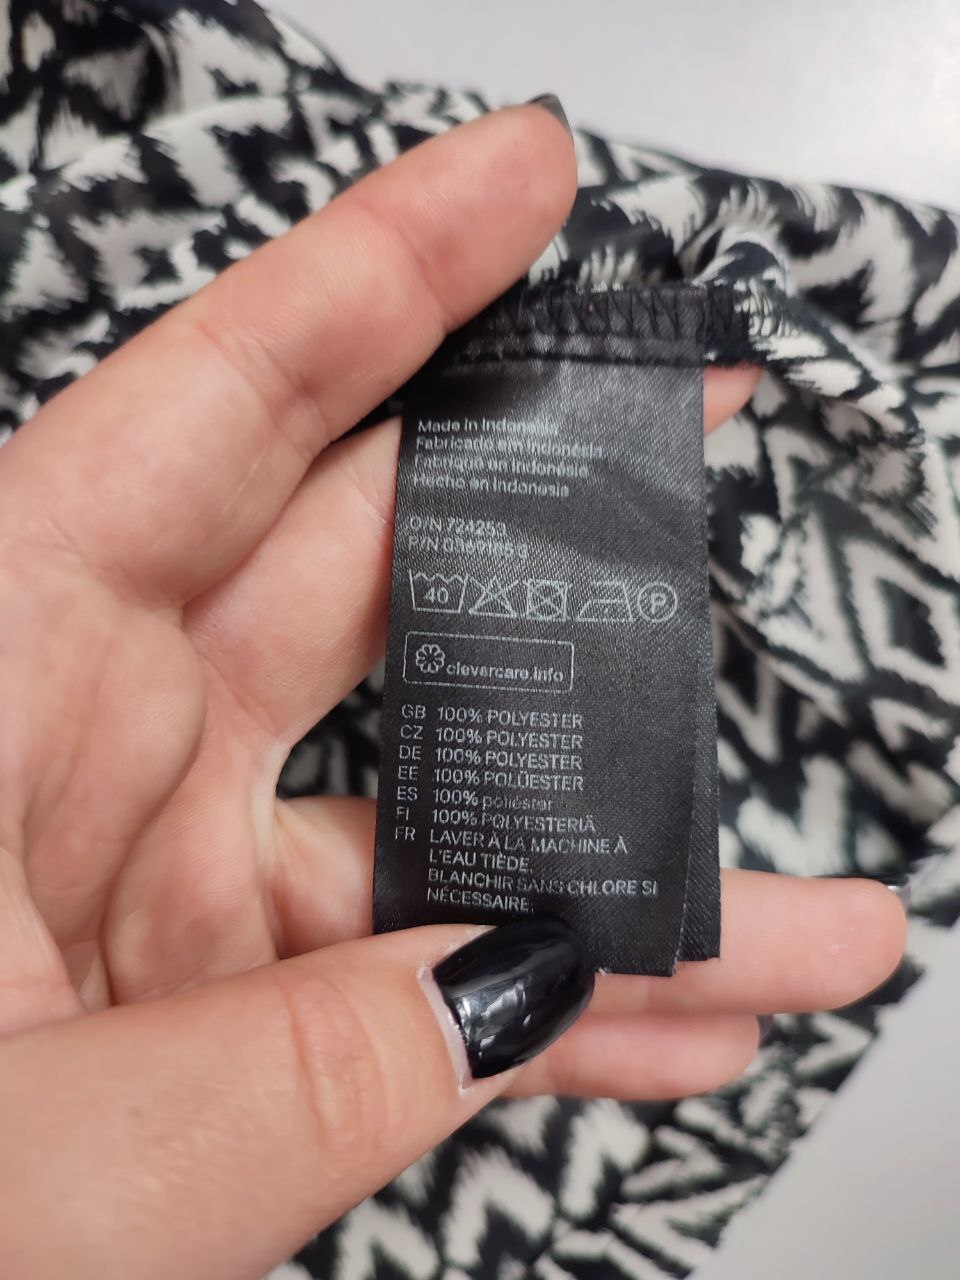 Made in Indonesia
Fabricado em Indonésia
Fabriqué en Indonésie
Hecho en Indonesia
O/N 724253
P/N
40 P
clevercare.info
GB 100% POLYESTER
CZ 100% POLYESTER
DE 100% POLYESTER
EE 100% POLÜESTER
ES 100% poliéster
FI 100% POLYESTERIÄ
FR LAVER À LA MACHINE À
L'EAU TIÈDE.
BLANCHIR SANS CHLORE SI
NÉCESSAIRE.